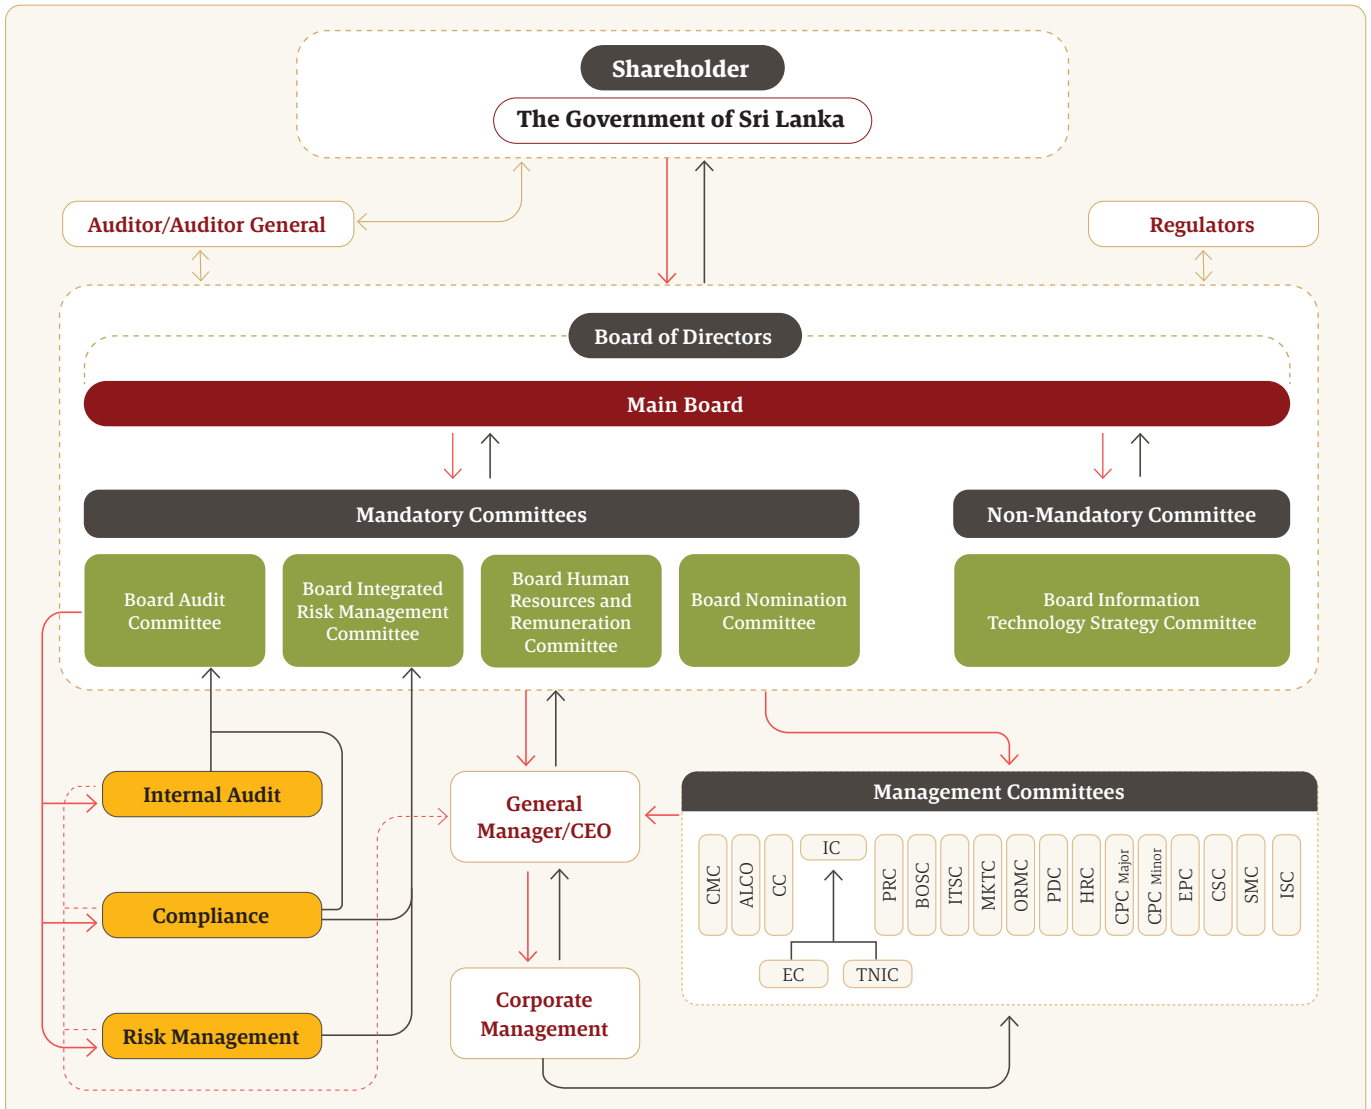 Shareholder
The Government of Sri Lanka
Auditor/Auditor General
Regulators
Board of Directors
Main Board
Mandatory Committees
Non-Mandatory Committee
Board Audit
Committee
Board Integrated
Risk Management
Committee
Board Human
Resources and
Remuneration
Committee
Board Nomination
Committee
Board Information
Technology Strategy Committee
Internal Audit
Compliance
Risk Management
General
Manager/CEO
Corporate
Management
Management Committees
CMC
ALCO
CC
IC
EC
TNIC
PRC
BOSC
ITSC
MKTC
ORMC
PDC
HRC
CPC Major
CPC Minor
EPC
CSC
SMC
ISC